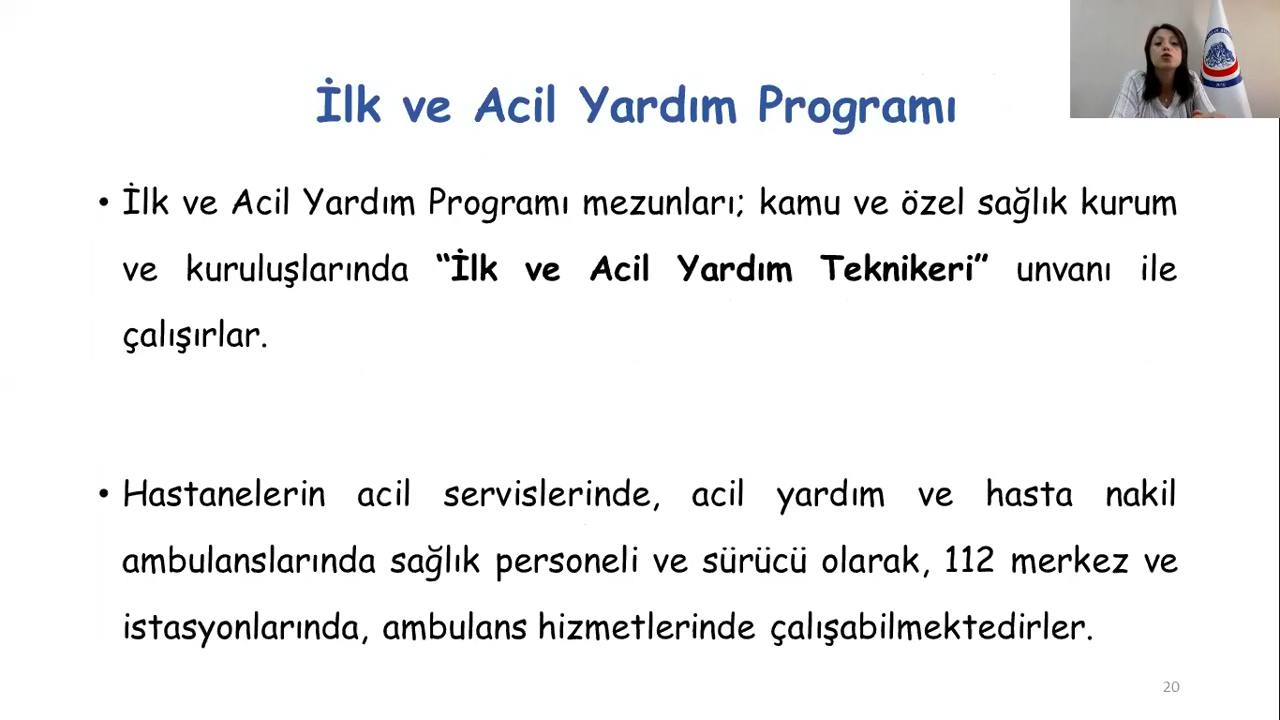 İlk ve Acil Yardım Programı
• İlk ve Acil Yardım Programı mezunları; kamu ve özel sağlık kurum
ve kuruluşlarında “İlk ve Acil Yardım Teknikeri” unvanı ile
çalışırlar.
• Hastanelerin acil servislerinde, acil yardım ve hasta nakil
ambulanslarında sağlık personeli ve sürücü olarak, 112 merkez ve
istasyonlarında, ambulans hizmetlerinde çalışabilmektedirler.
20